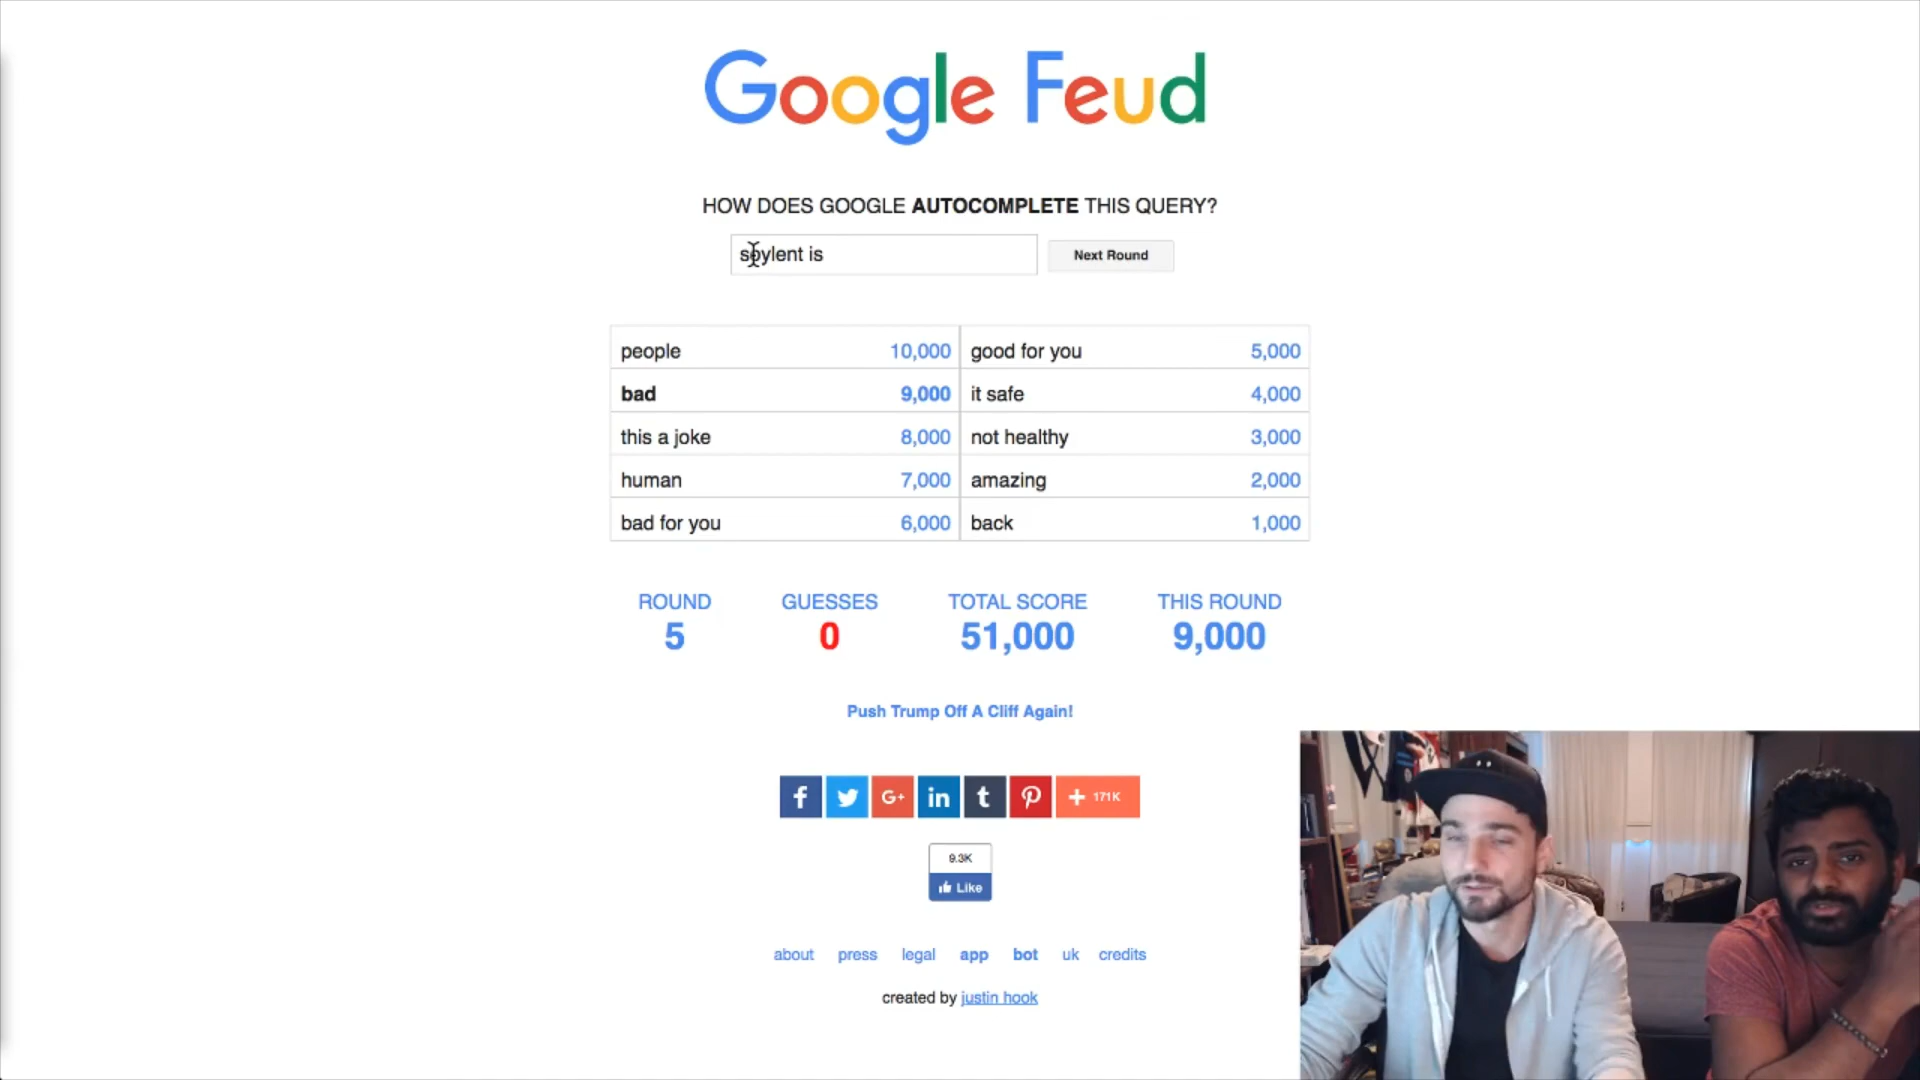 Google Feud
HOW DOES GOOGLE AUTOCOMPLETE THIS QUERY?
soylent is
Next Round
people 10,000 good for you 5,000
bad 9,000 it safe 4,000
this a joke 8,000 not healthy 3,000
human 7,000 amazing 2,000
bad for you 6,000 back 1,000
ROUND GUESSES TOTAL SCORE THIS ROUND
5 0 51,000 9,000
Push Trump Off A Cliff Again!
f G+ in t + 171K
9.3K
Like
about press legal app bot uk credits
created by justin hook